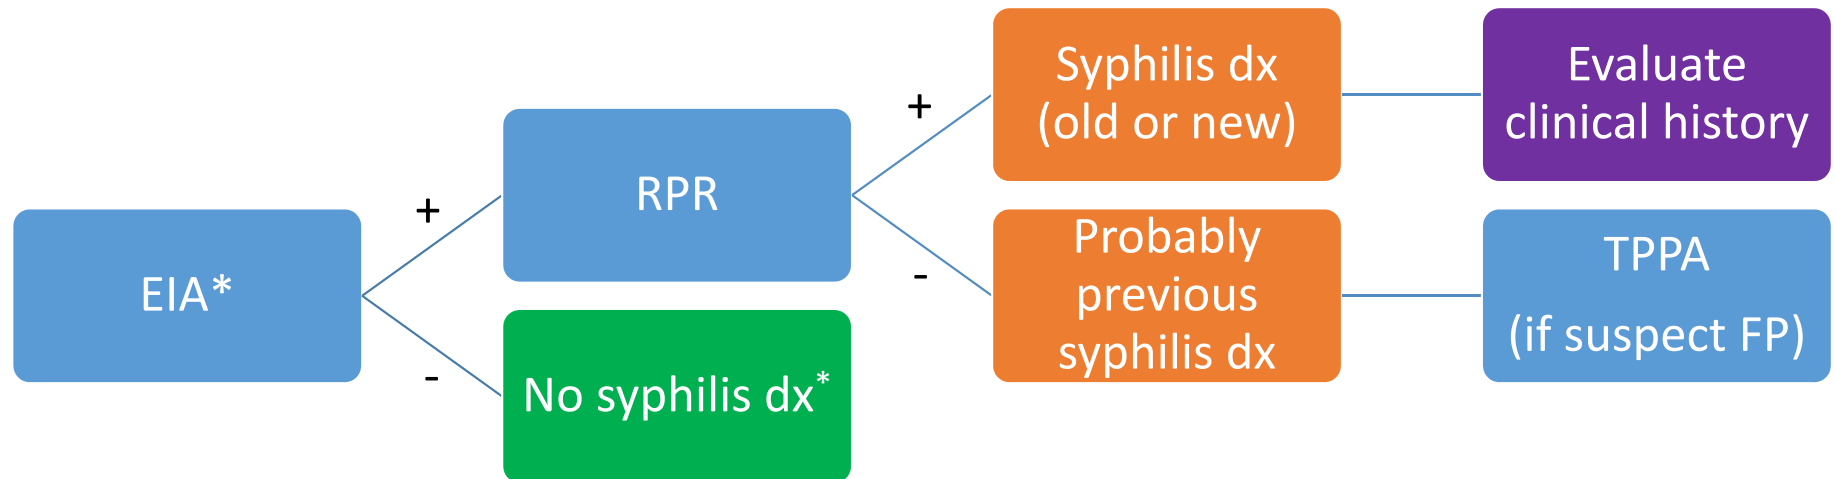 EIA*
+
-
RPR
No syphilis dx*
+
-
Syphilis dx
(old or new)
Probably
previous
syphilis dx
Evaluate
clinical history
TPPA
(if suspect FP)